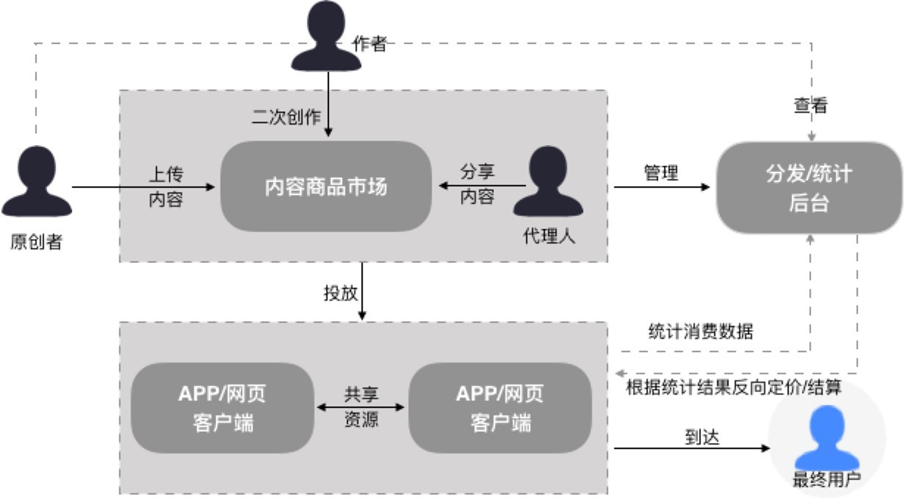 作者
查看
二次创作
上传
内容
内容商品市场
分享
内容
管理
分发/统计
后台
原创者
代理人
投放
统计消费数据
根据统计结果反向定价/结算
APP/网页
客户端
共享
资源
APP/网页
客户端
到达
最终用户